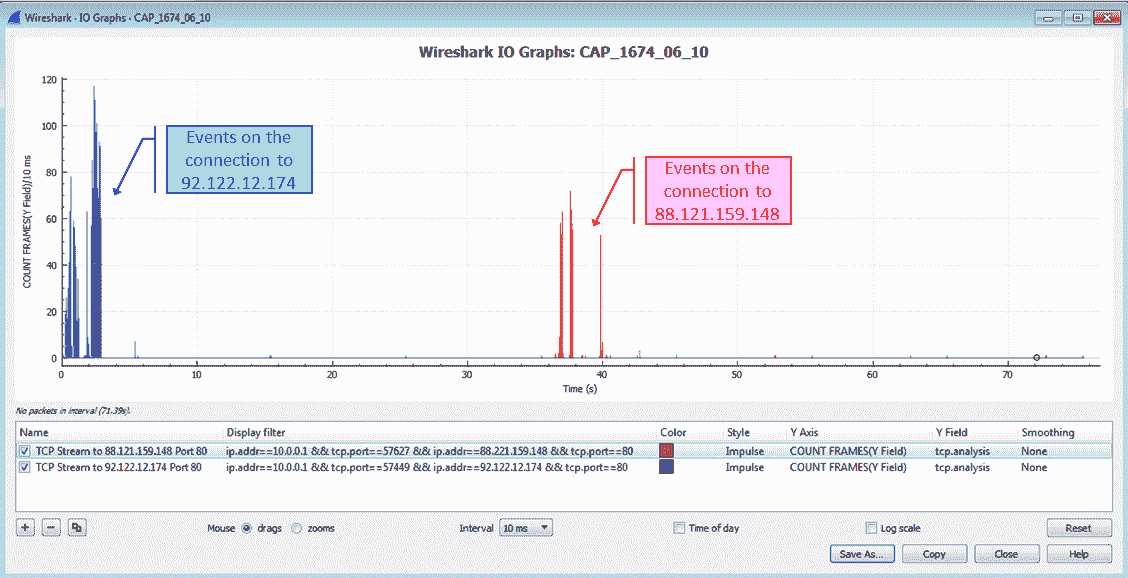 Wireshark · IO Graphs · CAP_1674_06_10
Wireshark IO Graphs: CAP_1674_06_10
COUNT FRAMES(Y Field)/10 ms
120
100
80
60
40
20
0
Events on the
connection to
92.122.12.174
Events on the
connection to
88.121.159.148
0 10 20 30 40 50 60 70
Time (s)
No packets in interval (71.39s).
Name Display filter Color Style Y Axis Y Field Smoothing
TCP Stream to 88.121.159.148 Port 80 ip.addr==10.0.0.1 && tcp.port==57627 && ip.addr==88.221.159.148 && tcp.port==80 Impulse COUNT FRAMES(Y Field) tcp.analysis None
TCP Stream to 92.122.12.174 Port 80 ip.addr==10.0.0.1 && tcp.port==57449 && ip.addr==92.122.12.174 && tcp.port==80 Impulse COUNT FRAMES(Y Field) tcp.analysis None
Mouse drags zooms Interval 10 ms Time of day Log scale Reset
Save As... Copy Close Help